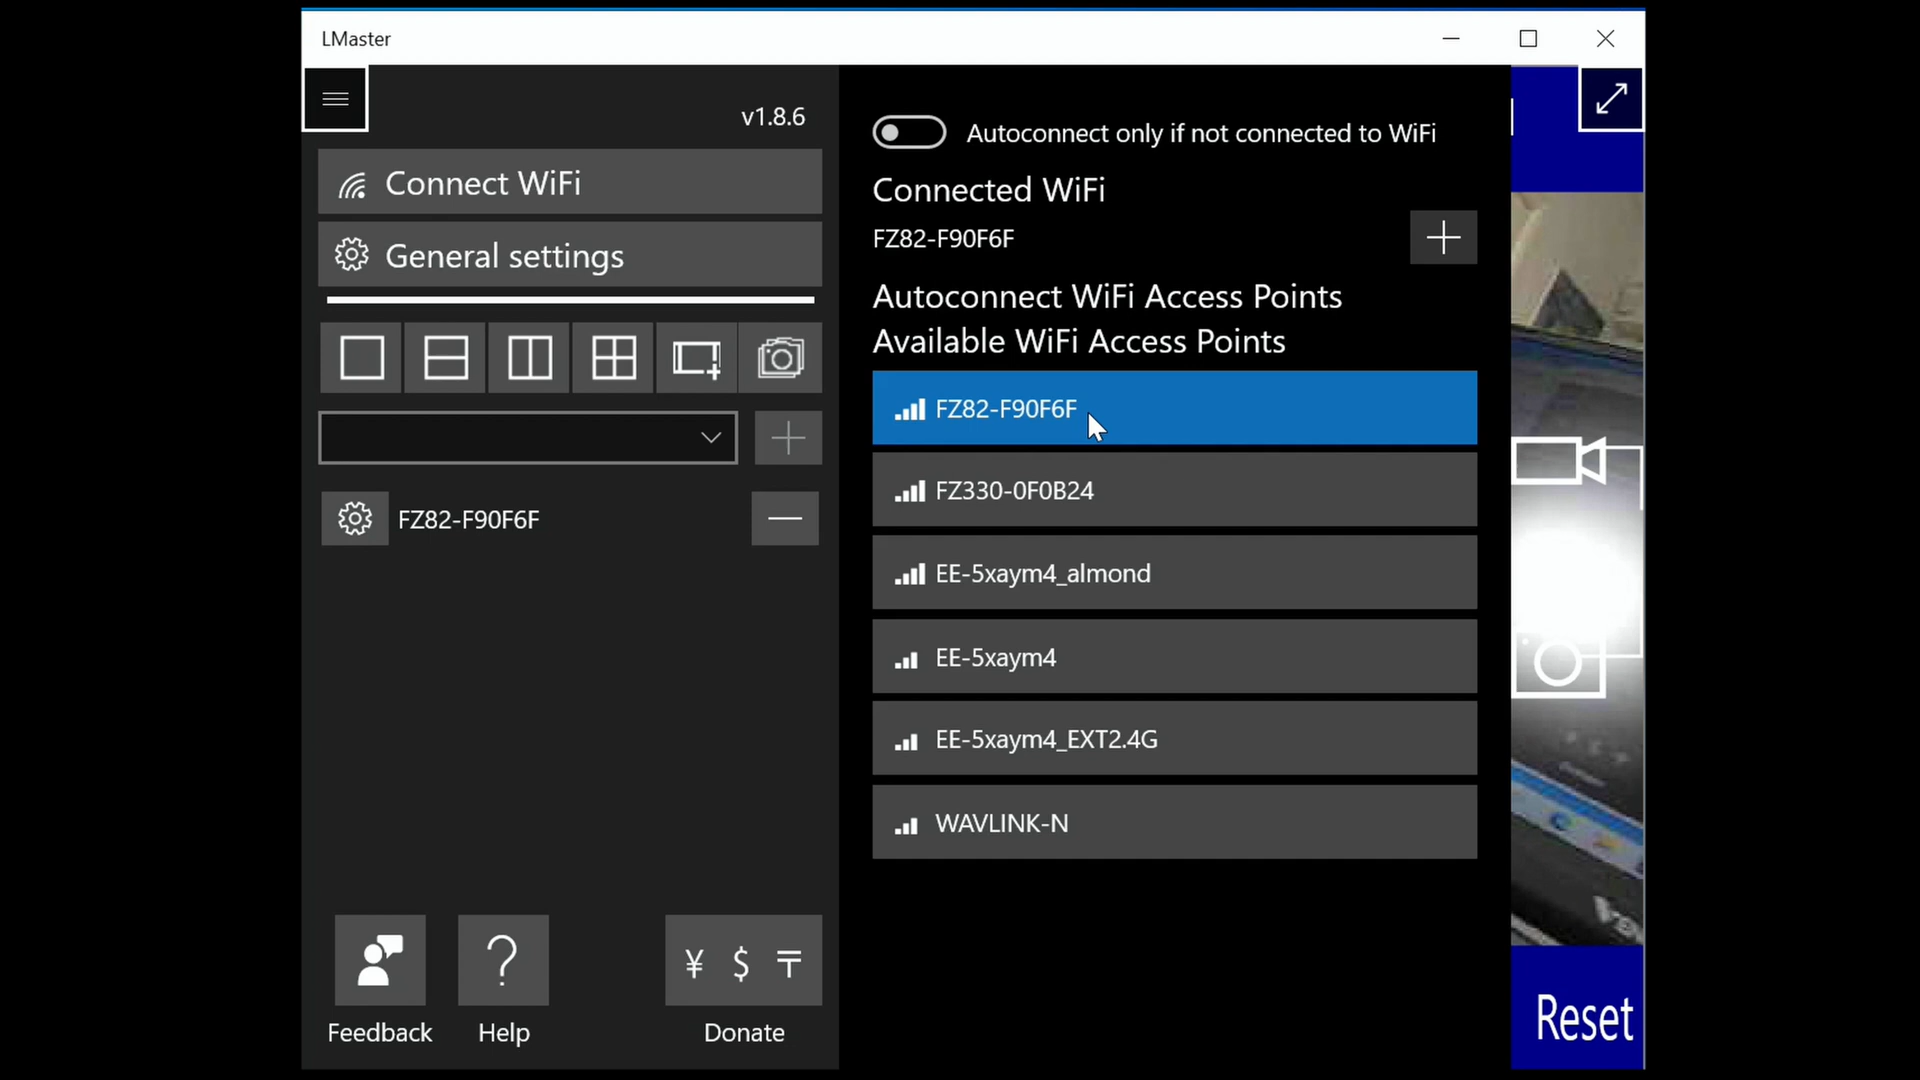 LMaster
v1.8.6
Connect WiFi
General settings
FZ82-F90F6F
Feedback
Help
¥ $ ₸
Donate
Autoconnect only if not connected to WiFi
Connected WiFi
FZ82-F90F6F
Autoconnect WiFi Access Points
Available WiFi Access Points
FZ82-F90F6F
FZ330-0F0B24
EE-5xaym4_almond
EE-5xaym4
EE-5xaym4_EXT2.4G
WAVLINK-N
Reset